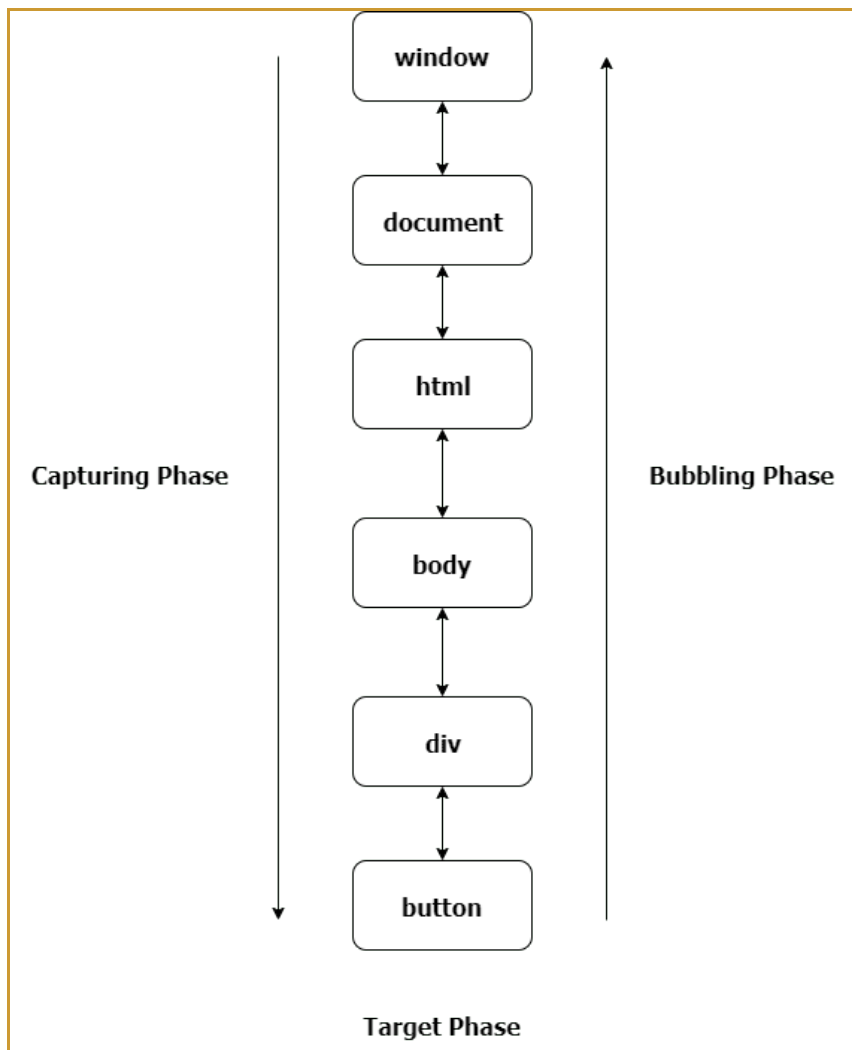 window
document
html
Capturing Phase
Bubbling Phase
body
div
button
Target Phase